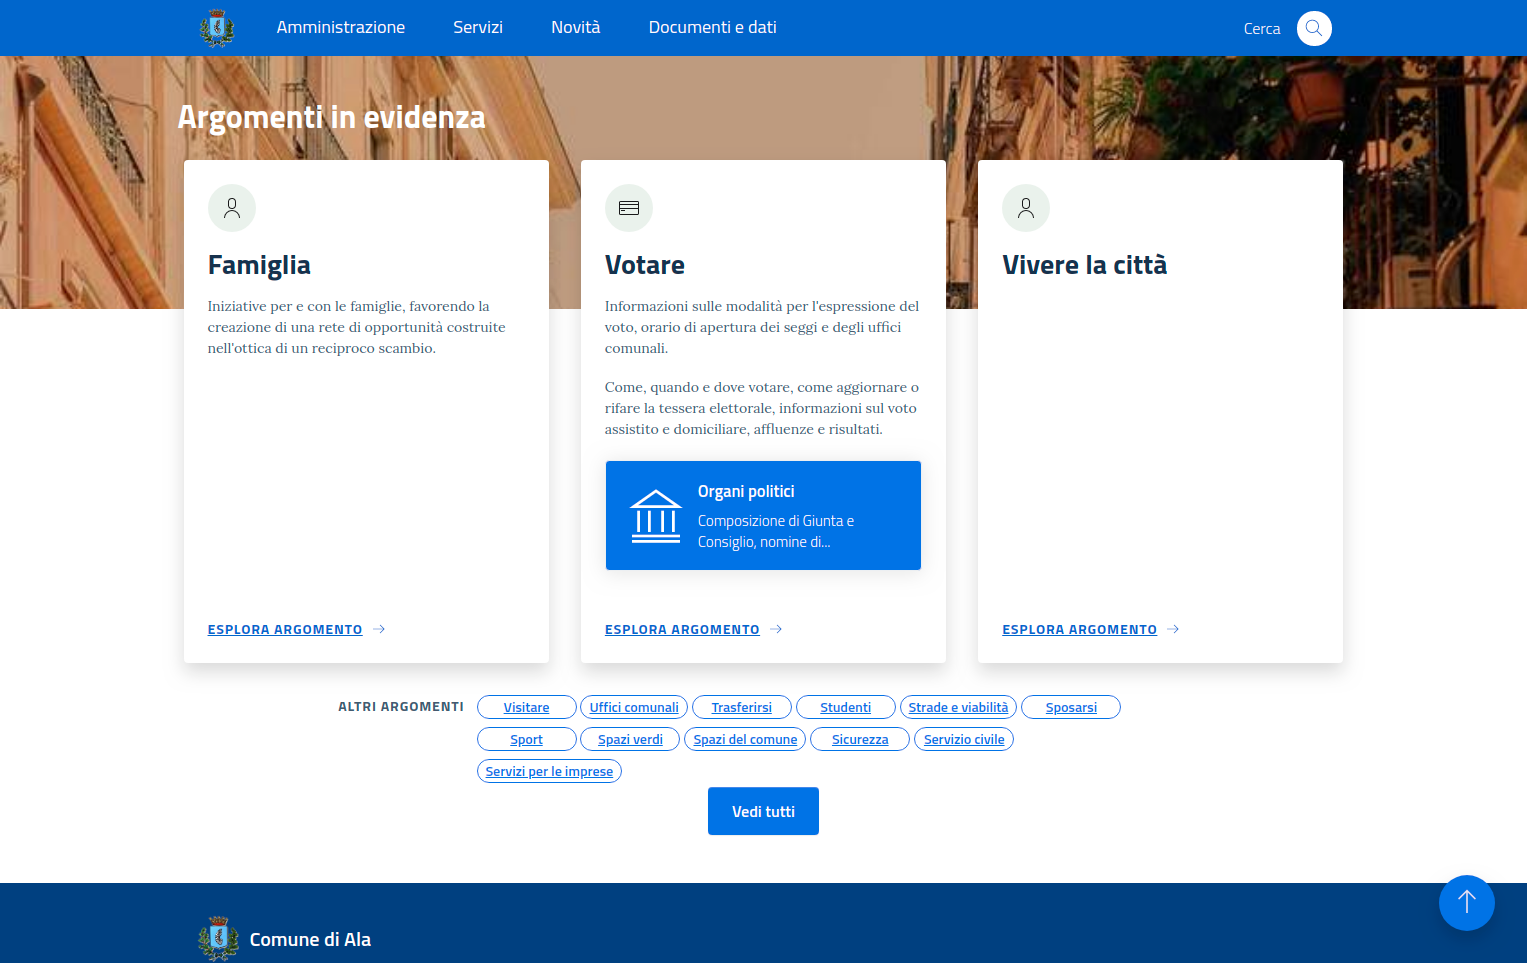 Amministrazione Servizi Novità Documenti e dati Cerca
Argomenti in evidenza
Famiglia
Iniziative per e con le famiglie, favorendo la
creazione di una rete di opportunità costruite
nell'ottica di un reciproco scambio.
ESPLORA ARGOMENTO
Votare
Informazioni sulle modalità per l'espressione del
voto, orario di apertura dei seggi e degli uffici
comunali.
Come, quando e dove votare, come aggiornare o
rifare la tessera elettorale, informazioni sul voto
assistito e domiciliare, affluenze e risultati.
Organi politici
Composizione di Giunta e
Consiglio, nomine di...
ESPLORA ARGOMENTO
Vivere la città
ESPLORA ARGOMENTO
ALTRI ARGOMENTI Visitare Uffici comunali Trasferirsi Studenti Strade e viabilità Sposarsi
Sport Spazi verdi Spazi del comune Sicurezza Servizio civile
Servizi per le imprese
Vedi tutti
Comune di Ala